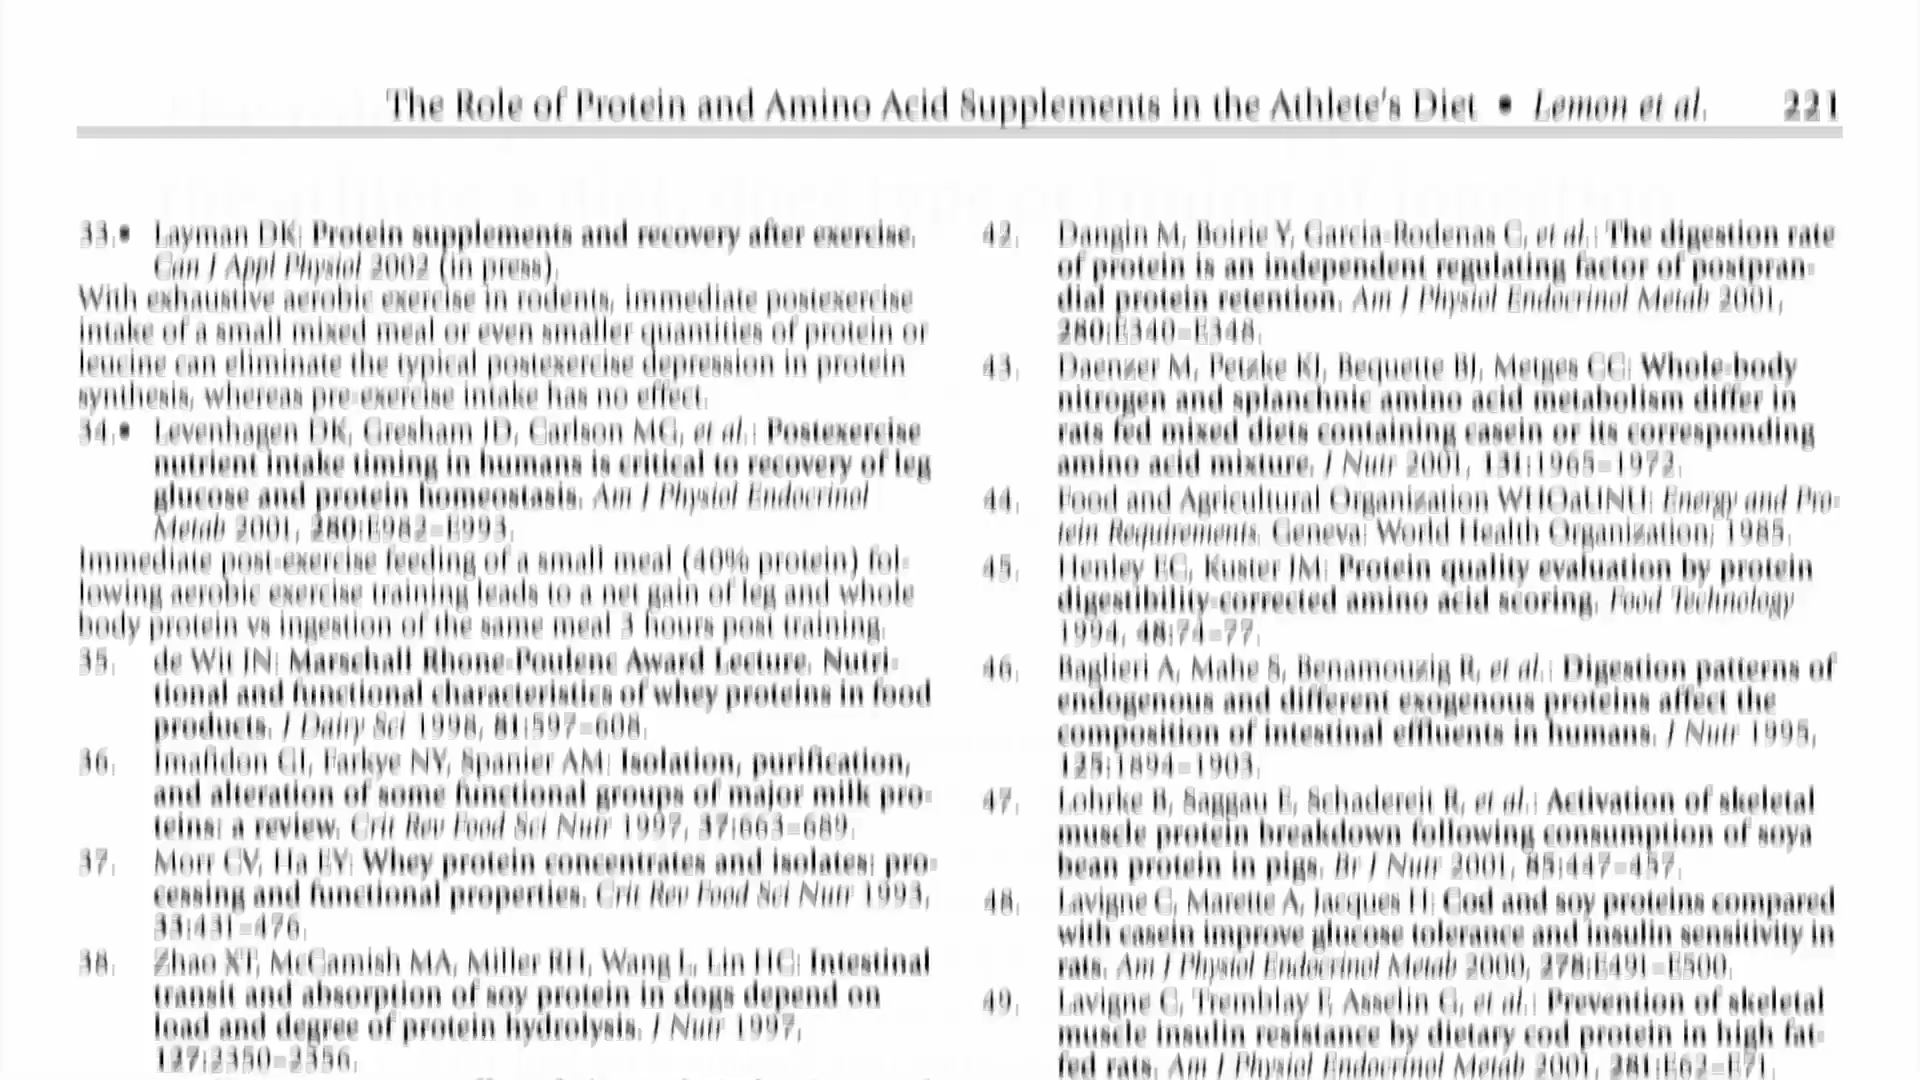 The Role of Protein and Amino Acid Supplements in the Athlete's Diet • Lemon et al. 221
33.• Layman DK: Protein supplements and recovery after exercise.
Can J Appl Physiol 2002 (in press).
With exhaustive aerobic exercise in rodents, immediate postexercise
intake of a small mixed meal or even smaller quantities of protein or
leucine can eliminate the typical postexercise depression in protein
synthesis, whereas pre-exercise intake has no effect.
34.• Levenhagen DK, Gresham JD, Carlson MG, et al.: Postexercise
nutrient intake timing in humans is critical to recovery of leg
glucose and protein homeostasis. Am J Physiol Endocrinol
Metab 2001, 280:E982–E993.
Immediate post-exercise feeding of a small meal (40% protein) fol-
lowing aerobic exercise training leads to a net gain of leg and whole
body protein vs ingestion of the same meal 3 hours post training.
35. de Wit JN: Marschall Rhone-Poulenc Award Lecture. Nutri-
tional and functional characteristics of whey proteins in food
products. J Dairy Sci 1998, 81:597–608.
36. Imafidon GI, Farkye NY, Spanier AM: Isolation, purification,
and alteration of some functional groups of major milk pro-
teins: a review. Crit Rev Food Sci Nutr 1997, 37:663–689.
37. Morr CV, Ha EY: Whey protein concentrates and isolates: pro-
cessing and functional properties. Crit Rev Food Sci Nutr 1993,
33:431–476.
38. Zhao XT, McCamish MA, Miller RH, Wang L, Lin HC: Intestinal
transit and absorption of soy protein in dogs depend on
load and degree of protein hydrolysis. J Nutr 1997,
127:2350–2356.
42. Dangin M, Boirie Y, Garcia-Rodenas C, et al.: The digestion rate
of protein is an independent regulating factor of postpran-
dial protein retention. Am J Physiol Endocrinol Metab 2001,
280:E340–E348.
43. Daenzer M, Petzke KJ, Bequette BJ, Metges CC: Whole-body
nitrogen and splanchnic amino acid metabolism differ in
rats fed mixed diets containing casein or its corresponding
amino acid mixture. J Nutr 2001, 131:1965–1972.
44. Food and Agricultural Organization WHOaUNU: Energy and Pro-
tein Requirements. Geneva: World Health Organization; 1985.
45. Henley EC, Kuster JM: Protein quality evaluation by protein
digestibility-corrected amino acid scoring. Food Technology
1994, 48:74–77.
46. Baglieri A, Mahe S, Benamouzig R, et al.: Digestion patterns of
endogenous and different exogenous proteins affect the
composition of intestinal effluents in humans. J Nutr 1995,
125:1894–1903.
47. Lohrke B, Saggau E, Schadereit R, et al.: Activation of skeletal
muscle protein breakdown following consumption of soya
bean protein in pigs. Br J Nutr 2001, 85:447–457.
48. Lavigne C, Marette A, Jacques H: Cod and soy proteins compared
with casein improve glucose tolerance and insulin sensitivity in
rats. Am J Physiol Endocrinol Metab 2000, 278:E491–E500.
49. Lavigne C, Tremblay F, Asselin G, et al.: Prevention of skeletal
muscle insulin resistance by dietary cod protein in high fat-
fed rats. Am J Physiol Endocrinol Metab 2001, 281:E62–E71.